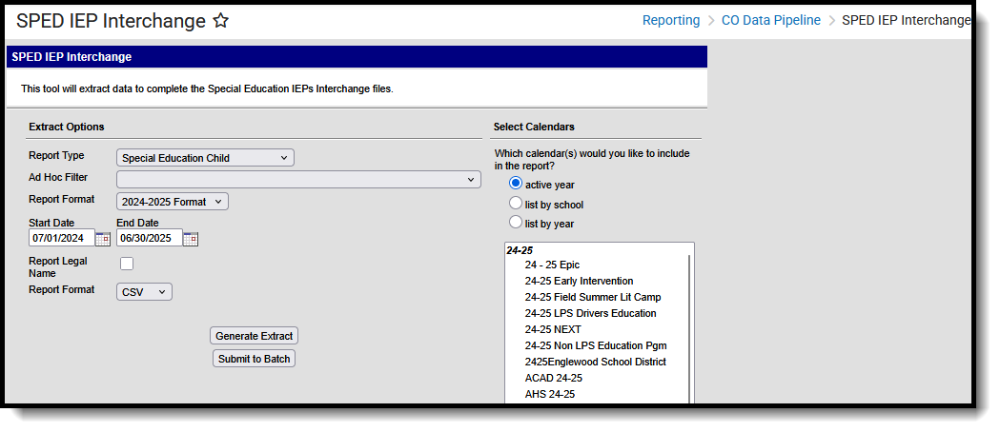 SPED IEP Interchange
Reporting > CO Data Pipeline > SPED IEP Interchange
SPED IEP Interchange
This tool will extract data to complete the Special Education IEPs Interchange files.
Extract Options
Report Type
Special Education Child
Ad Hoc Filter
Report Format
2024-2025 Format
Start Date
End Date
07/01/2024
06/30/2025
Report Legal
Name
Report Format
CSV
Generate Extract
Submit to Batch
Select Calendars
Which calendar(s) would you like to include
in the report?
active year
list by school
list by year
24-25
24 - 25 Epic
24-25 Early Intervention
24-25 Field Summer Lit Camp
24-25 LPS Drivers Education
24-25 NEXT
24-25 Non LPS Education Pgm
2425Englewood School District
ACAD 24-25
AHS 24-25